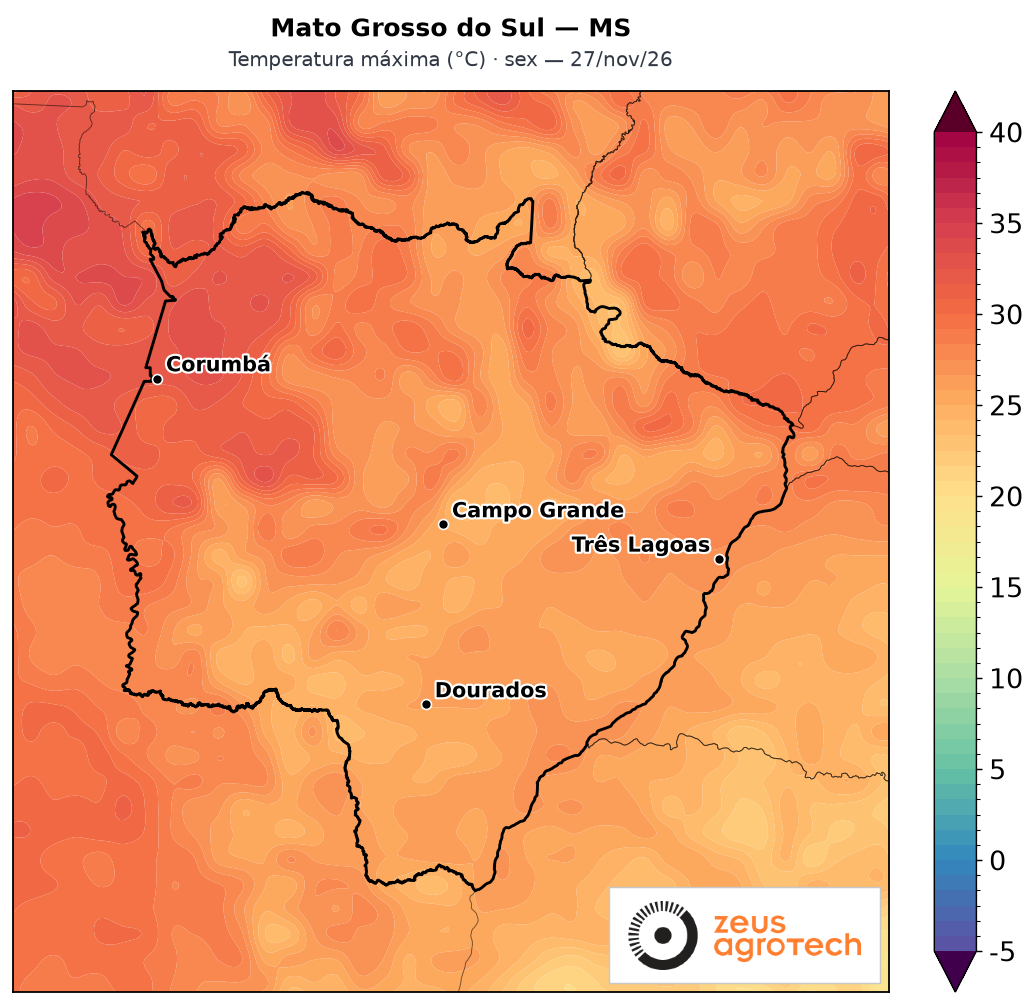 Mato Grosso do Sul — MS
Temperatura máxima (°C) · sex — 27/nov/26
Corumbá
Campo Grande
Três Lagoas
Dourados
40
35
30
25
20
15
10
5
0
-5
zeus
agrotech